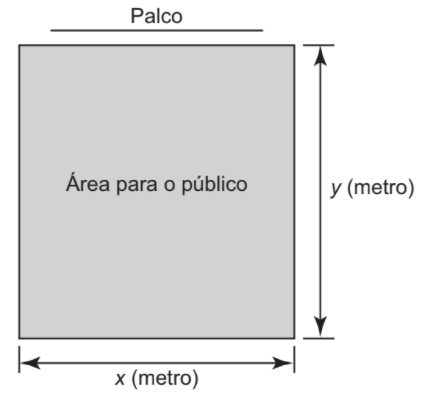 Palco
Área para o público
y (metro)
x (metro)